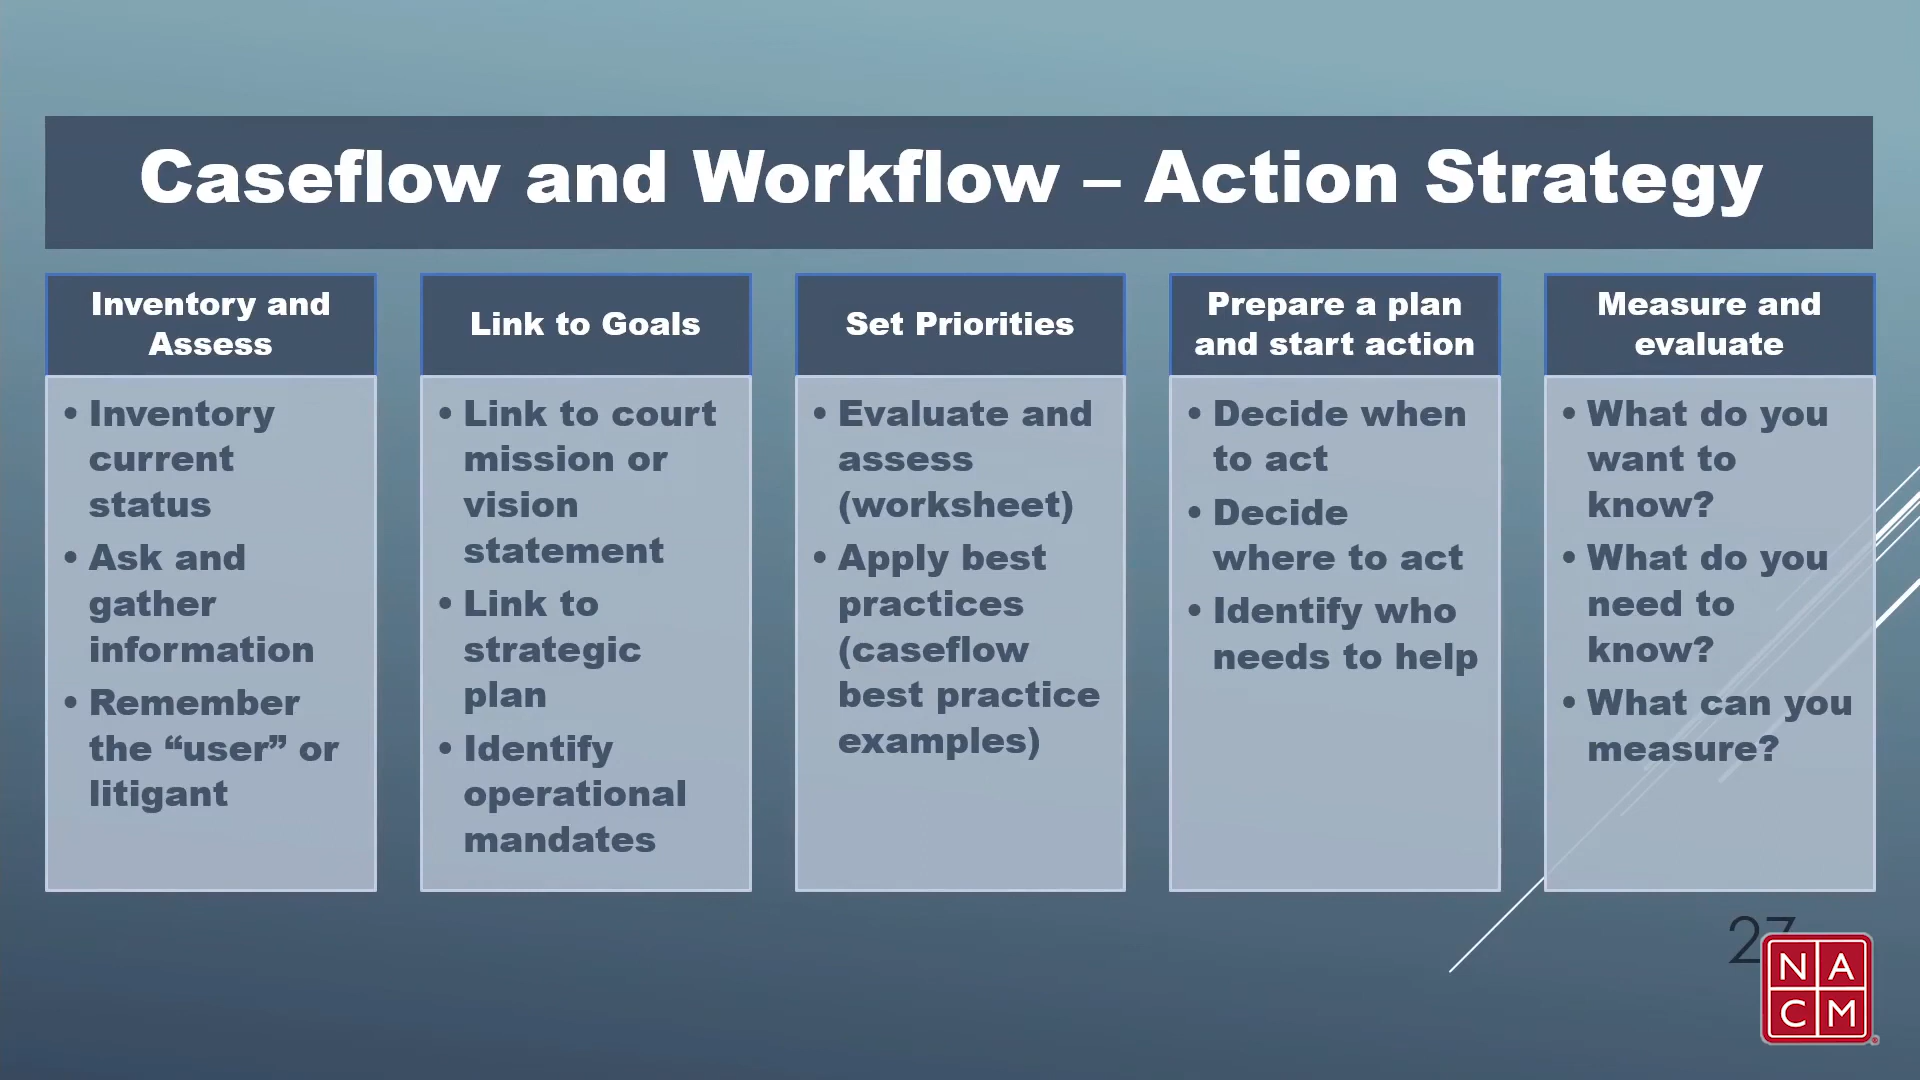 Caseflow and Workflow – Action Strategy
Inventory and
Assess
• Inventory
current
status
• Ask and
gather
information
• Remember
the “user” or
litigant
Link to Goals
• Link to court
mission or
vision
statement
• Link to
strategic
plan
• Identify
operational
mandates
Set Priorities
• Evaluate and
assess
(worksheet)
• Apply best
practices
(caseflow
best practice
examples)
Prepare a plan
and start action
• Decide when
to act
• Decide
where to act
• Identify who
needs to help
Measure and
evaluate
• What do you
want to
know?
• What do you
need to
know?
• What can you
measure?
27
N A
C M